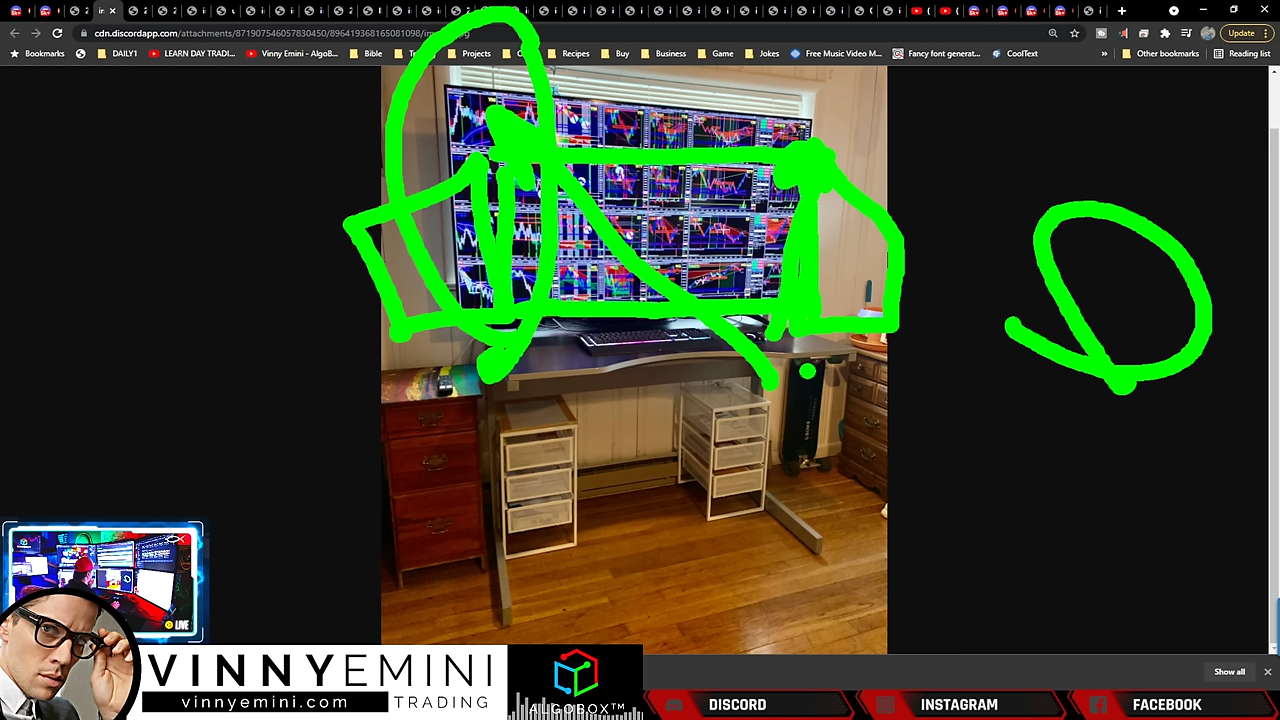 cdn.discordapp.com/attachments/871907546057830450/896419368165081098/im
Update
Bookmarks
DAILY1
LEARN DAY TRADI...
Vinny Emini - AlgoB...
Bible
Projects
Recipes
Buy
Business
Game
Jokes
Free Music Video M...
Fancy font generat...
CoolText
»
Other bookmarks
Reading list
LIVE
VINNYEMINI
vinnyemini.com
TRADING
ALGOBOX™
Show all
DISCORD
INSTAGRAM
FACEBOOK